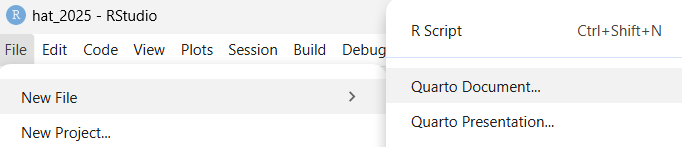 R hat_2025 - RStudio
File Edit Code View Plots Session Build Debug
New File
New Project...
R Script Ctrl+Shift+N
Quarto Document...
Quarto Presentation...